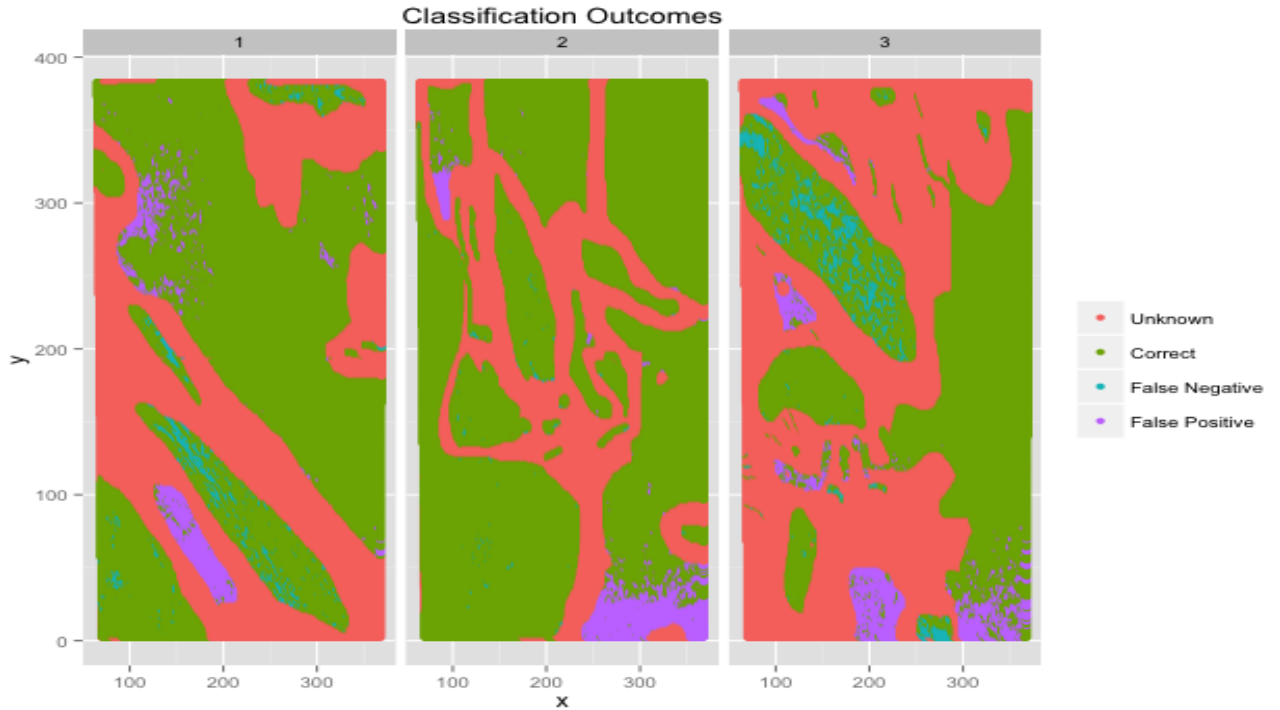 Classification Outcomes
1 2 3
400
300
200
100
0
y
100 200 300 100 200 300 100 200 300
x
Unknown
Correct
False Negative
False Positive